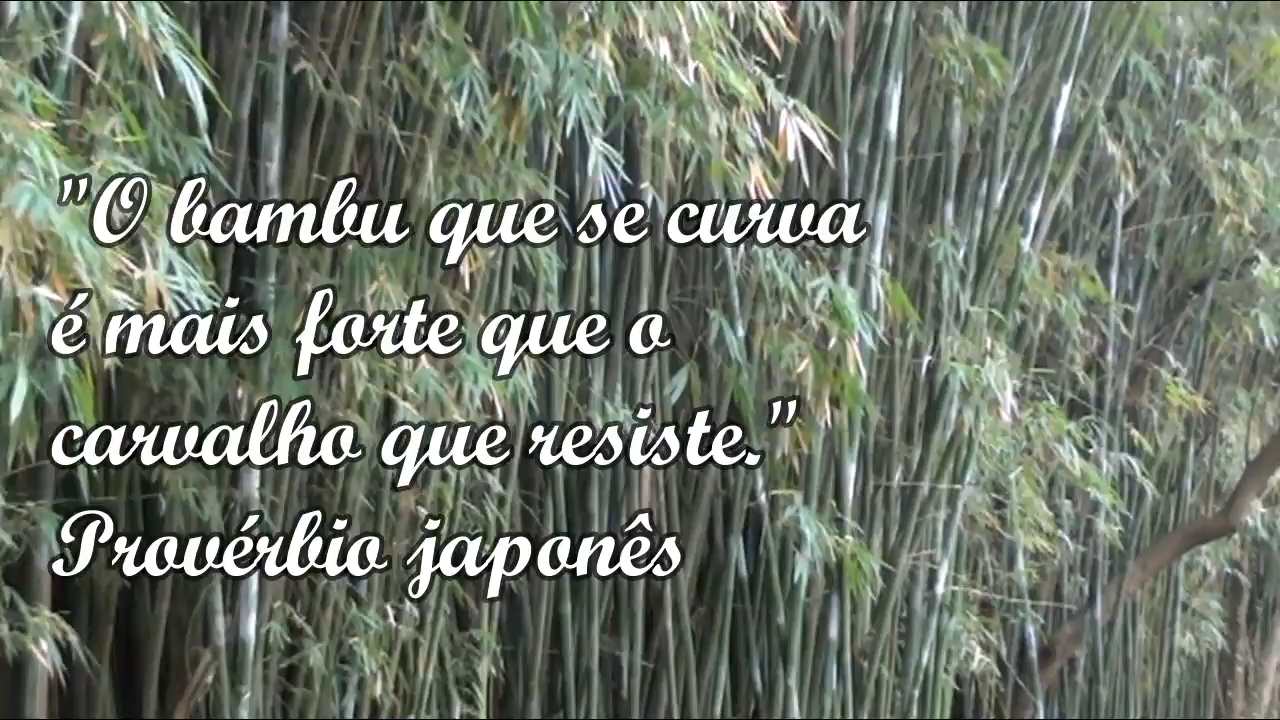 "O bambu que se curva
é mais forte que o
carvalho que resiste."
Provérbio japonês